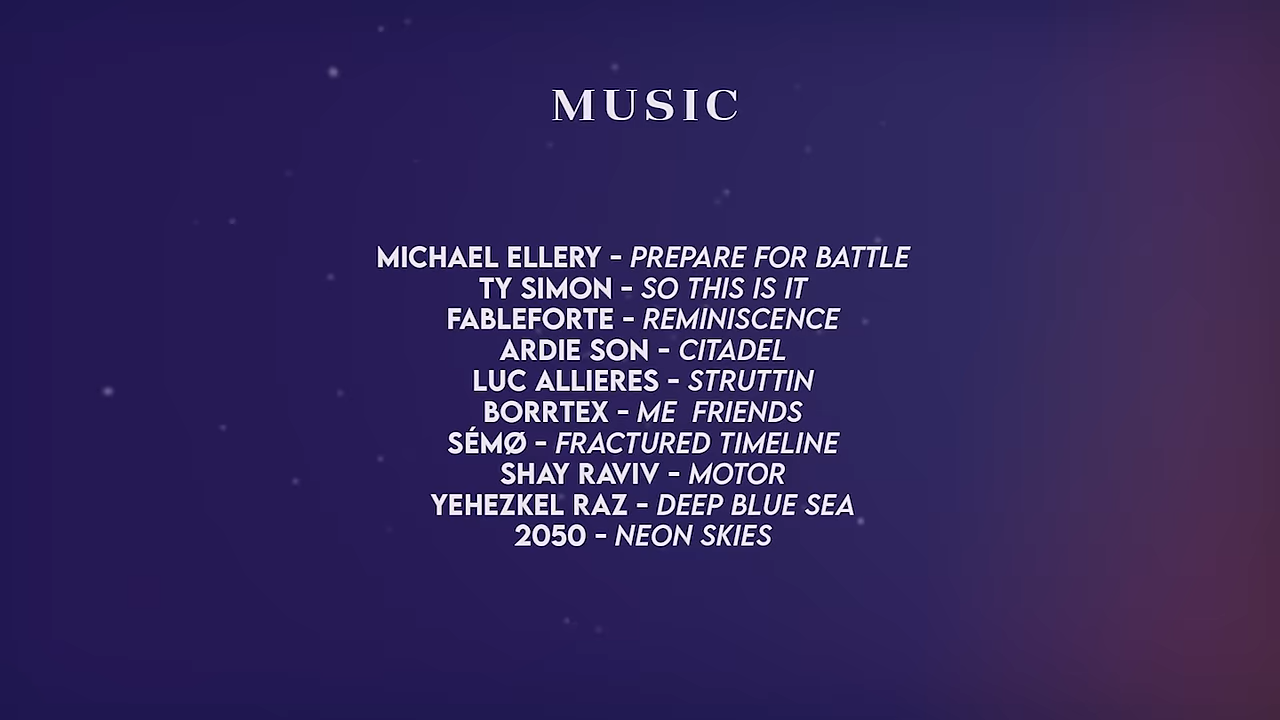 MUSIC
MICHAEL ELLERY - PREPARE FOR BATTLE
TY SIMON - SO THIS IS IT
FABLEFORTE - REMINISCENCE
ARDIE SON - CITADEL
LUC ALLIERES - STRUTTIN
BORRTEX - ME  FRIENDS
SÉMØ - FRACTURED TIMELINE
SHAY RAVIV - MOTOR
YEHEZKEL RAZ - DEEP BLUE SEA
2050 - NEON SKIES